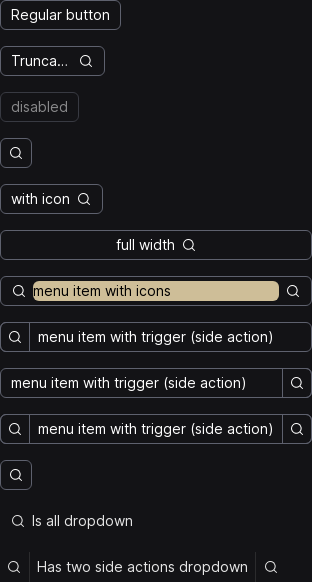 Regular button
Trunca...
disabled
with icon
full width
menu item with icons
menu item with trigger (side action)
menu item with trigger (side action)
menu item with trigger (side action)
Is all dropdown
Has two side actions dropdown